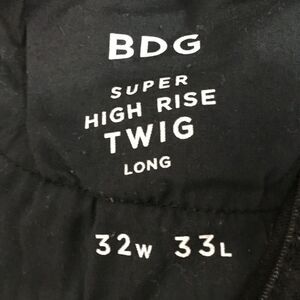 BDG
SUPER
HIGH RISE
TWIG
LONG
32W 33L